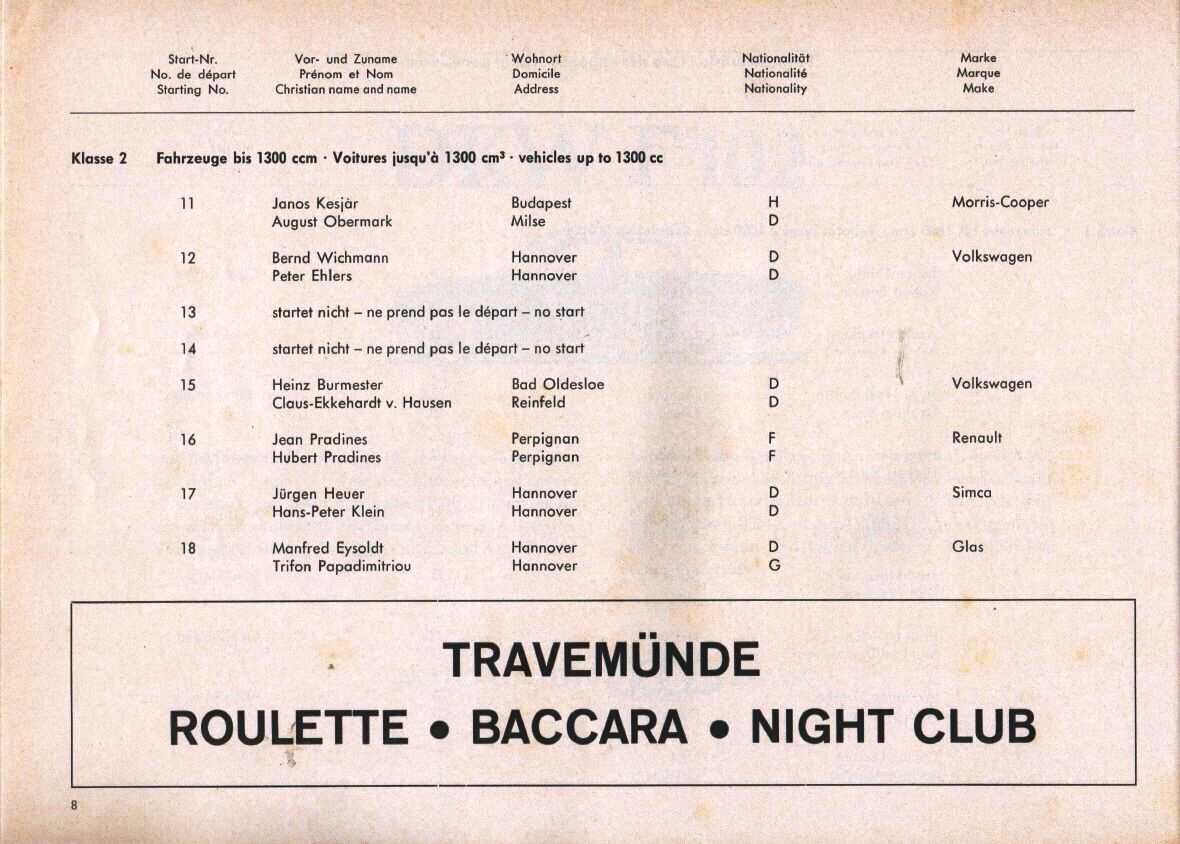 Start-Nr. Vor- und Zuname Wohnort Nationalität Marke
No. de départ Prénom et Nom Domicile Nationalité Marque
Starting No. Christian name and name Address Nationality Make
Klasse 2 Fahrzeuge bis 1300 ccm · Voitures jusqu'à 1300 cm³ · vehicles up to 1300 cc
11 Janos Kesjàr Budapest H Morris-Cooper
August Obermark Milse D
12 Bernd Wichmann Hannover D Volkswagen
Peter Ehlers Hannover D
13 startet nicht – ne prend pas le départ – no start
14 startet nicht – ne prend pas le départ – no start
15 Heinz Burmester Bad Oldesloe D Volkswagen
Claus-Ekkehardt v. Hausen Reinfeld D
16 Jean Pradines Perpignan F Renault
Hubert Pradines Perpignan F
17 Jürgen Heuer Hannover D Simca
Hans-Peter Klein Hannover D
18 Manfred Eysoldt Hannover D Glas
Trifon Papadimitriou Hannover G
TRAVEMÜNDE
ROULETTE • BACCARA • NIGHT CLUB
8